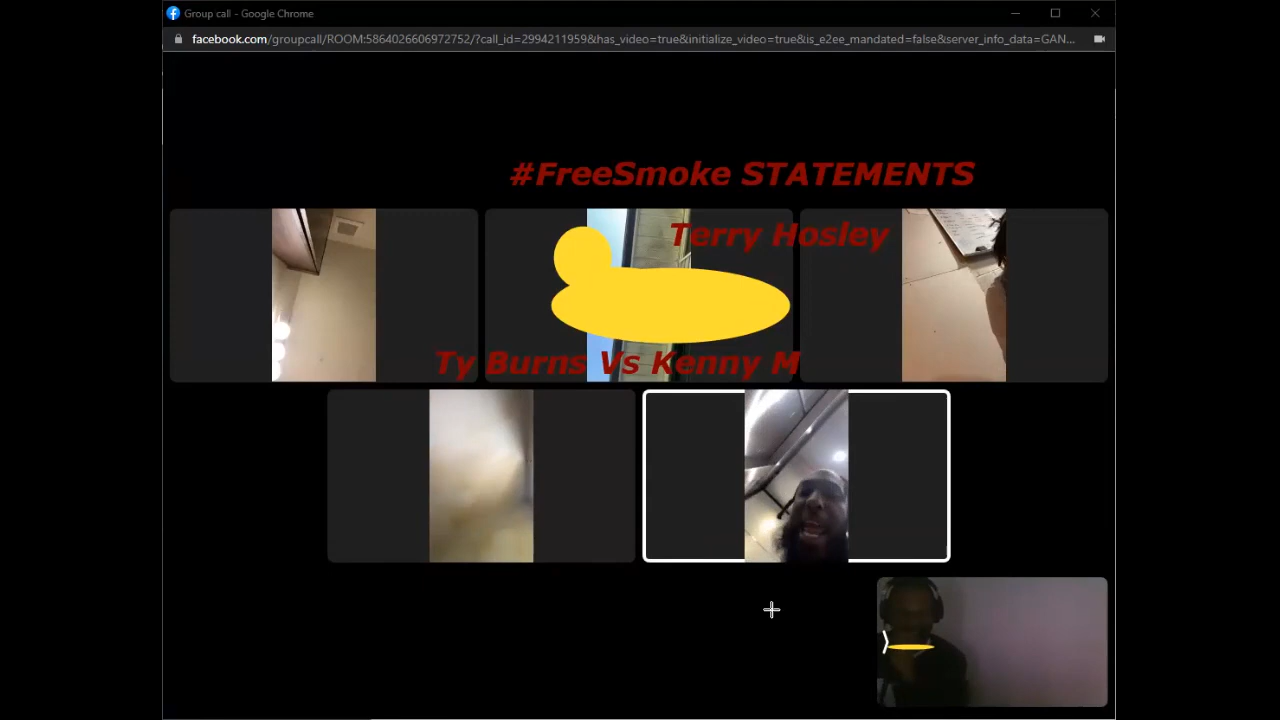 Group call - Google Chrome
facebook.com/groupcall/ROOM:5864026606972752/?call_id=2994211959&has_video=true&initialize_video=true&is_e2ee_mandated=false&server_info_data=GAN...
#FreeSmoke STATEMENTS
Terry Hosley
Ty Burns Vs Kenny M